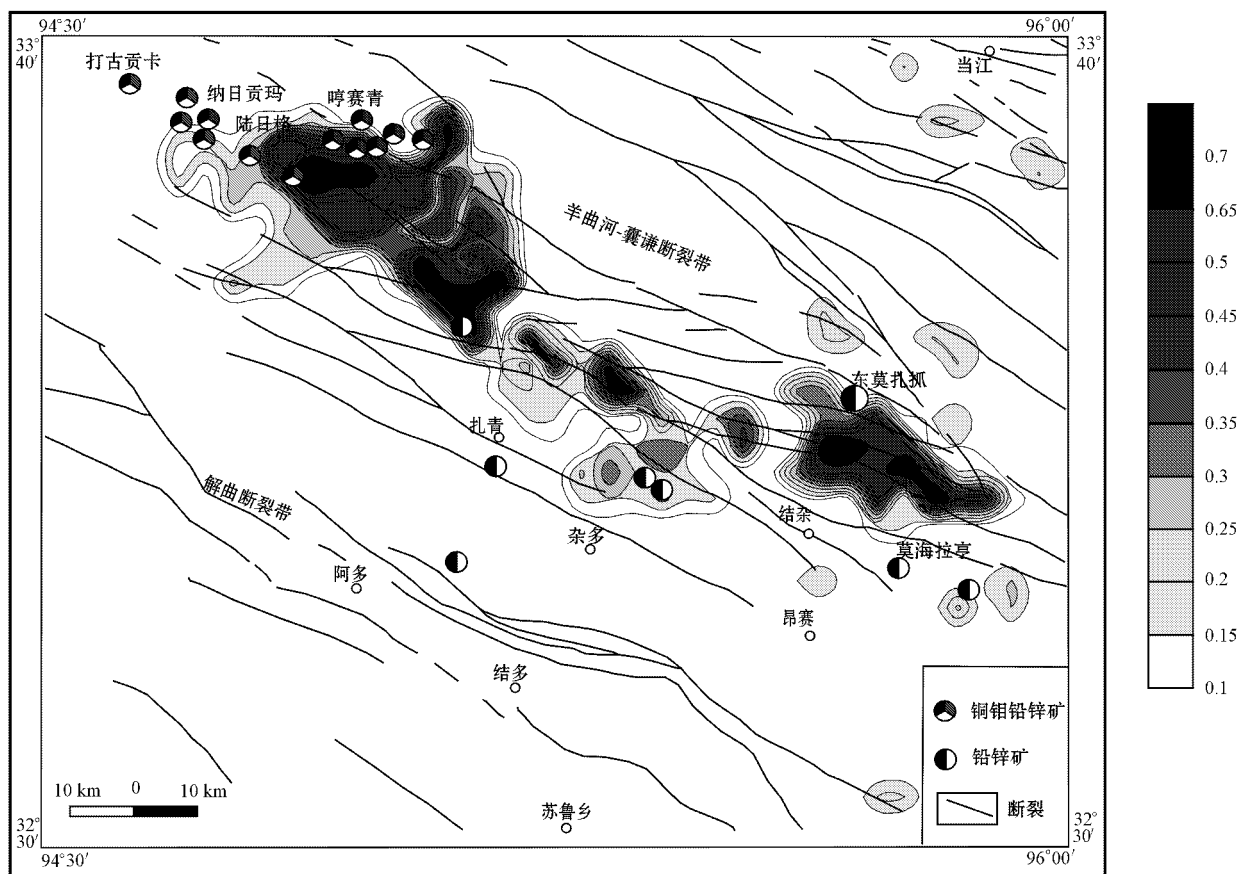 94°30′
96°00′
33°
40′
33°
40′
当江
打古贡卡
纳日贡玛
哼赛青
陆日格
羊曲河-囊谦断裂带
东莫扎抓
扎青
解曲断裂带
杂多
结杂
莫海拉亨
阿多
昂赛
结多
苏鲁乡
铜钼铅锌矿
铅锌矿
断裂
10 km
0
10 km
32°
30′
32°
30′
94°30′
96°00′
0.7
0.65
0.5
0.45
0.4
0.35
0.3
0.25
0.2
0.15
0.1